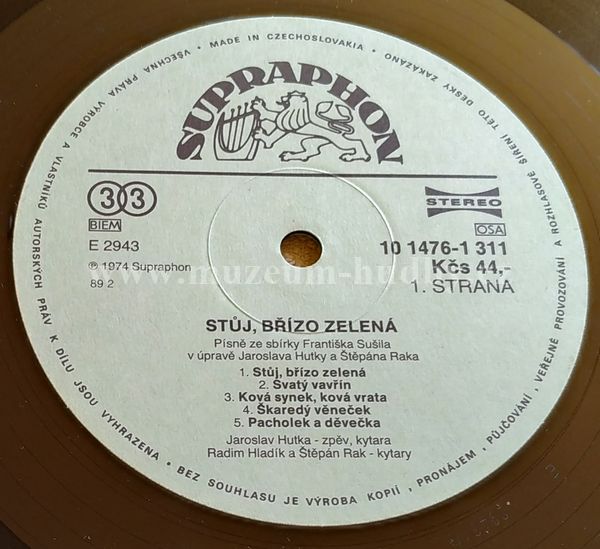 VŠECHNA PRÁVA VÝROBCE A VLASTNÍKŮ AUTORSKÝCH PRÁV K DÍLU JSOU VYHRAZENA • BEZ SOUHLASU JE VÝROBA KOPIÍ, PRONÁJEM, PŮJČOVÁNÍ, VEŘEJNÉ PROVOZOVÁNÍ A ROZHLASOVÉ ŠÍŘENÍ TÉTO DESKY ZAKÁZÁNO • MADE IN CZECHOSLOVAKIA •
SUPRAPHON
33
STEREO
BIEM
OSA
E 2943
10 1476-1 311
℗ 1974 Supraphon
Kčs 44,-
89 2
1. STRANA
STŮJ, BŘÍZO ZELENÁ
Písně ze sbírky Františka Sušila
v úpravě Jaroslava Hutky a Štěpána Raka
1. Stůj, břízo zelená
2. Svatý vavřín
3. Ková synek, ková vrata
4. Škaredý věneček
5. Pacholek a děvečka
Jaroslav Hutka - zpěv, kytara
Radim Hladík a Štěpán Rak - kytary